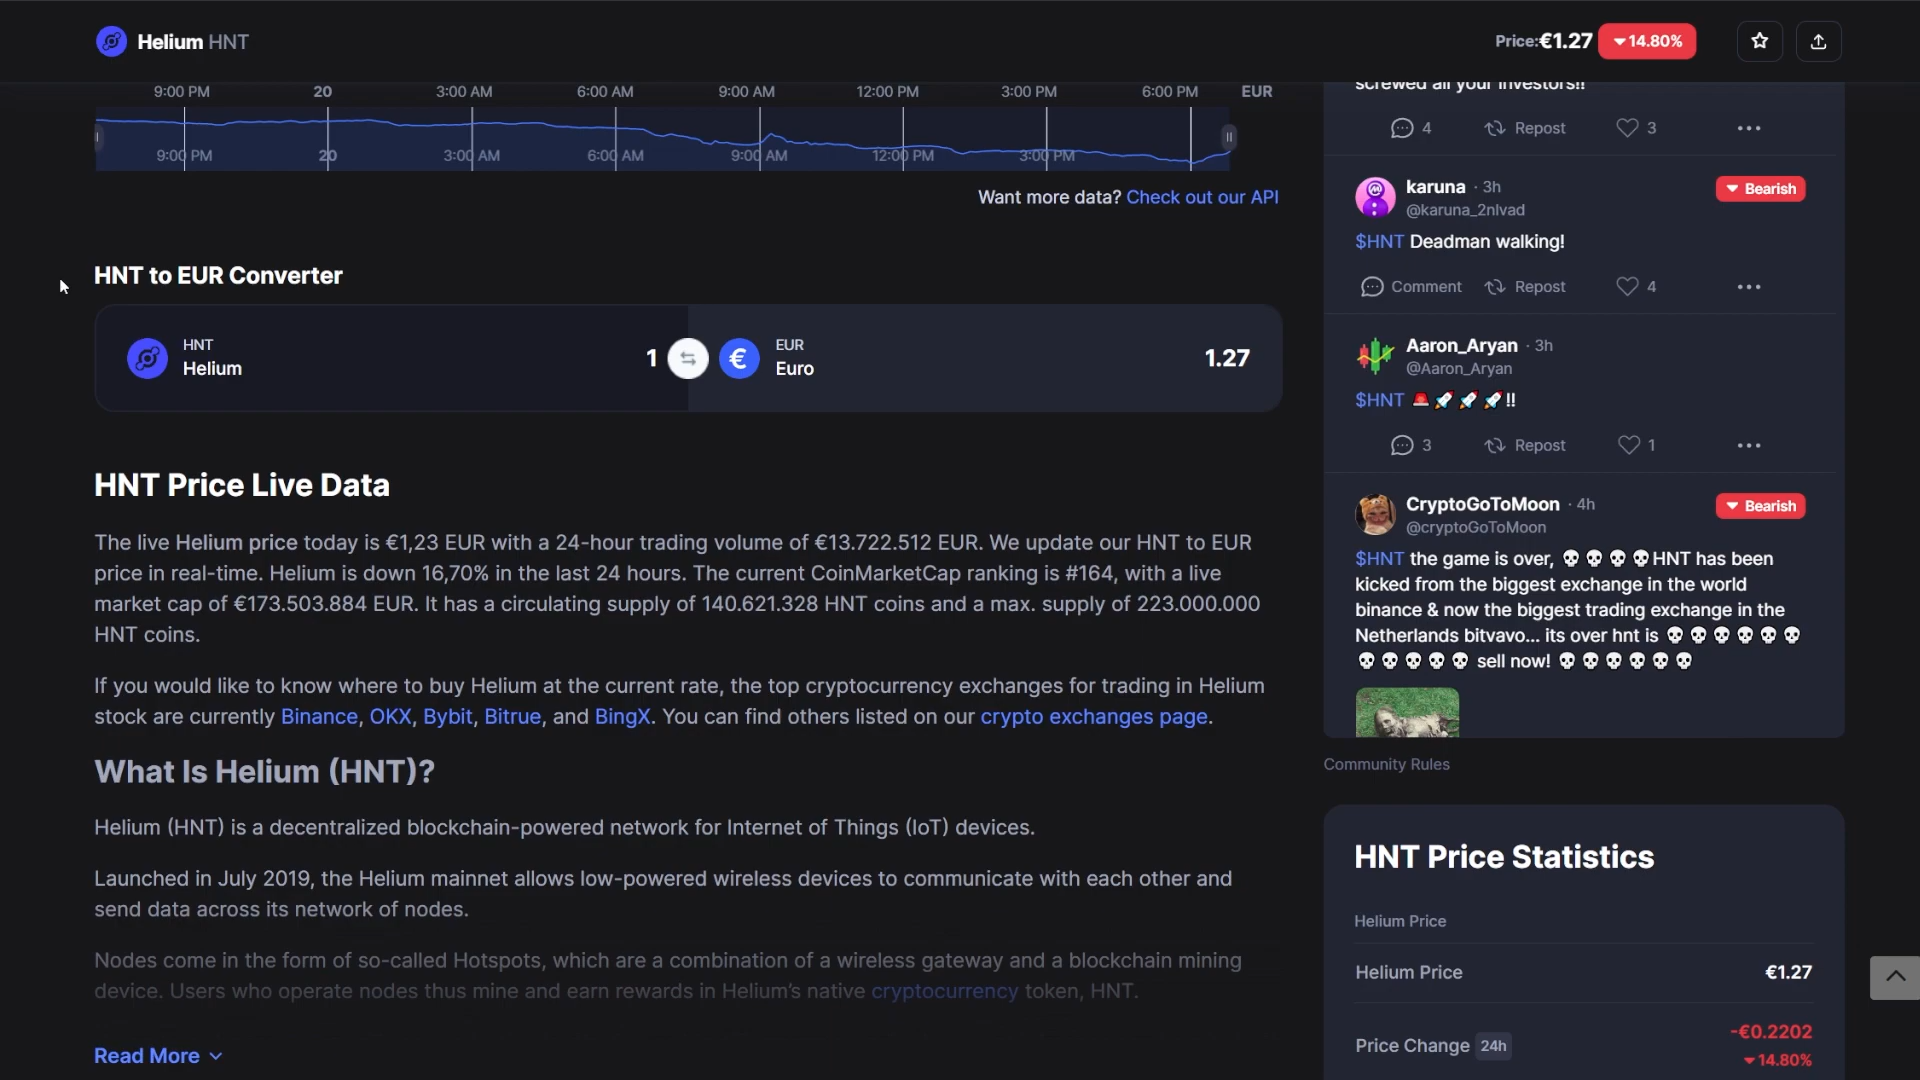 Helium HNT
Price:€1.27 14.80%
9:00 PM 20 3:00 AM 6:00 AM 9:00 AM 12:00 PM 3:00 PM 6:00 PM EUR
9:00 PM 20 3:00 AM 6:00 AM 9:00 AM 12:00 PM 3:00 PM
Want more data? Check out our API
HNT to EUR Converter
HNT
Helium
1
EUR
Euro
1.27
HNT Price Live Data
The live Helium price today is €1,23 EUR with a 24-hour trading volume of €13.722.512 EUR. We update our HNT to EUR
price in real-time. Helium is down 16,70% in the last 24 hours. The current CoinMarketCap ranking is #164, with a live
market cap of €173.503.884 EUR. It has a circulating supply of 140.621.328 HNT coins and a max. supply of 223.000.000
HNT coins.
If you would like to know where to buy Helium at the current rate, the top cryptocurrency exchanges for trading in Helium
stock are currently Binance, OKX, Bybit, Bitrue, and BingX. You can find others listed on our crypto exchanges page.
What Is Helium (HNT)?
Helium (HNT) is a decentralized blockchain-powered network for Internet of Things (IoT) devices.
Launched in July 2019, the Helium mainnet allows low-powered wireless devices to communicate with each other and
send data across its network of nodes.
Nodes come in the form of so-called Hotspots, which are a combination of a wireless gateway and a blockchain mining
device. Users who operate nodes thus mine and earn rewards in Helium's native cryptocurrency token, HNT.
Read More
screwed all your investors!!
4 Repost 3
karuna · 3h
Bearish
@karuna_2nlvad
$HNT Deadman walking!
Comment Repost 4
Aaron_Aryan · 3h
@Aaron_Aryan
$HNT 🚨🚀🚀🚀!!
3 Repost 1
CryptoGoToMoon · 4h
Bearish
@cryptoGoToMoon
$HNT the game is over, 💀💀💀💀HNT has been
kicked from the biggest exchange in the world
binance & now the biggest trading exchange in the
Netherlands bitvavo... its over hnt is 💀💀💀💀💀💀
💀💀💀💀💀 sell now! 💀💀💀💀💀💀
Community Rules
HNT Price Statistics
Helium Price
Helium Price €1.27
Price Change 24h
-€0.2202
14.80%